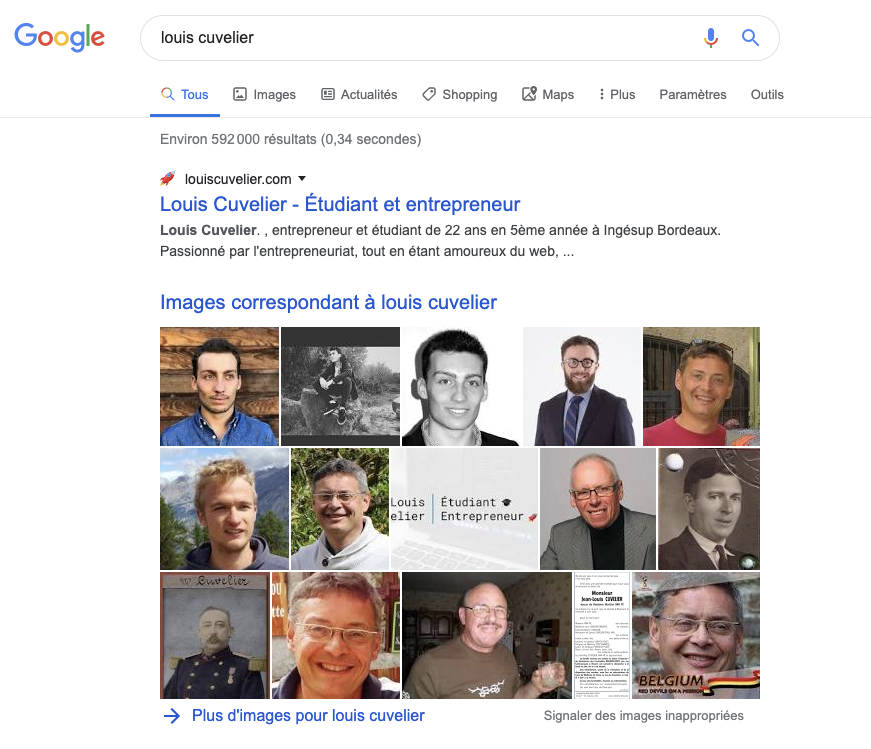 Google
louis cuvelier
Tous
Images
Actualités
Shopping
Maps
Plus
Paramètres
Outils
Environ 592 000 résultats (0,34 secondes)
louiscuvelier.com
Louis Cuvelier - Étudiant et entrepreneur
Louis Cuvelier. , entrepreneur et étudiant de 22 ans en 5ème année à Ingésup Bordeaux.
Passionné par l'entrepreneuriat, tout en étant amoureux du web, ...
Images correspondant à louis cuvelier
Louis
elier
Étudiant
Entrepreneur
Cuvelier
Monsieur
Jean-Louis CUVELIER
BELGIUM
RED DEVILS ON A MISSION
Plus d'images pour louis cuvelier
Signaler des images inappropriées